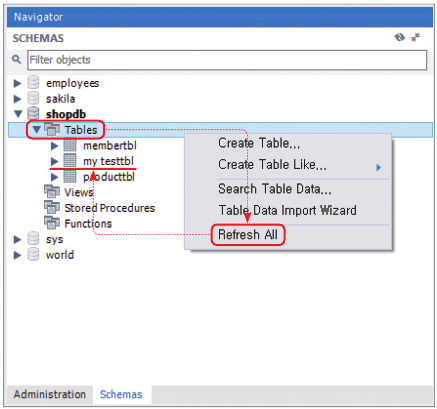 Navigator
SCHEMAS
Filter objects
employees
sakila
shopdb
Tables
membertbl
my testtbl
producttbl
Views
Stored Procedures
Functions
sys
world
Create Table...
Create Table Like...
Search Table Data...
Table Data Import Wizard
Refresh All
Administration Schemas